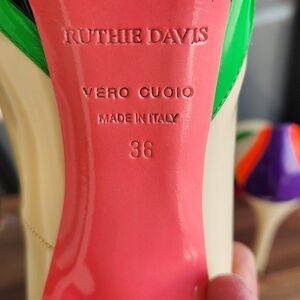 RUTHIE DAVIS
VERO CUOIO
MADE IN ITALY
36